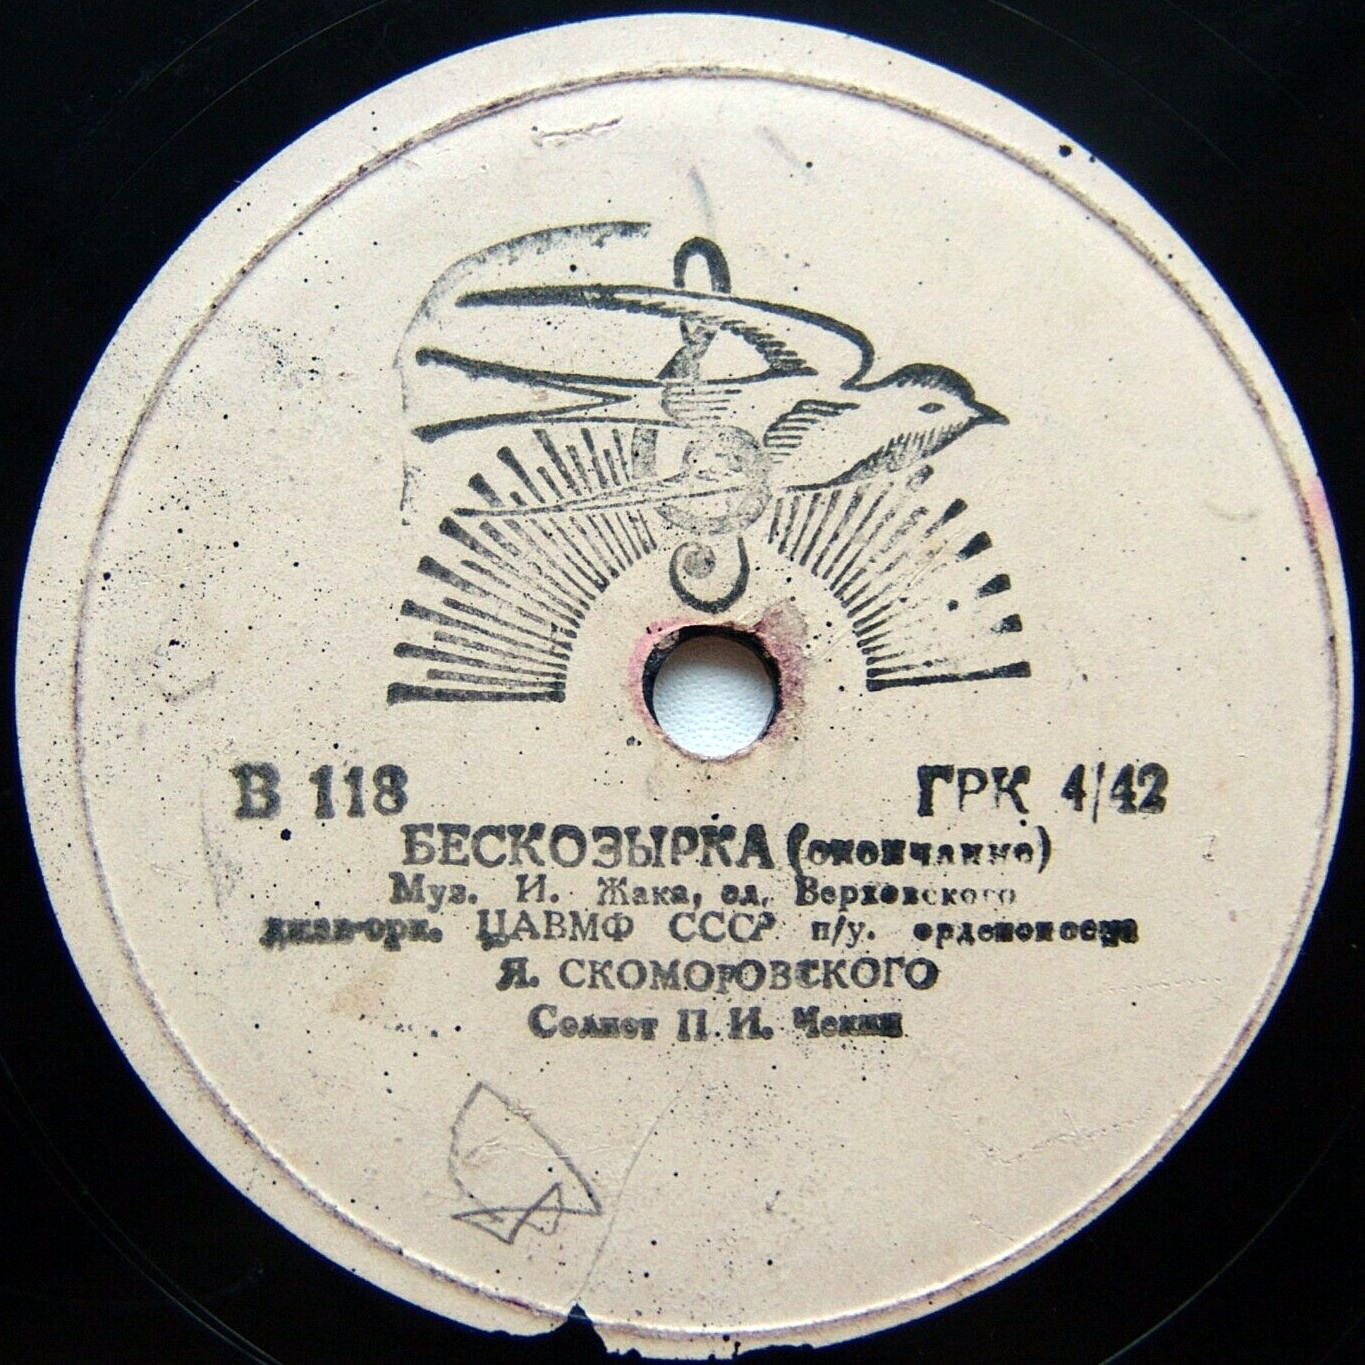 В 118 ГРК 4/42
БЕСКОЗЫРКА (окончание)
Муз. И. Жака, сл. Верховского
джаз-орк. ЦАВМФ СССР п/у. орденоносца
Я. СКОМОРОВСКОГО
Солист П. И. Чекин